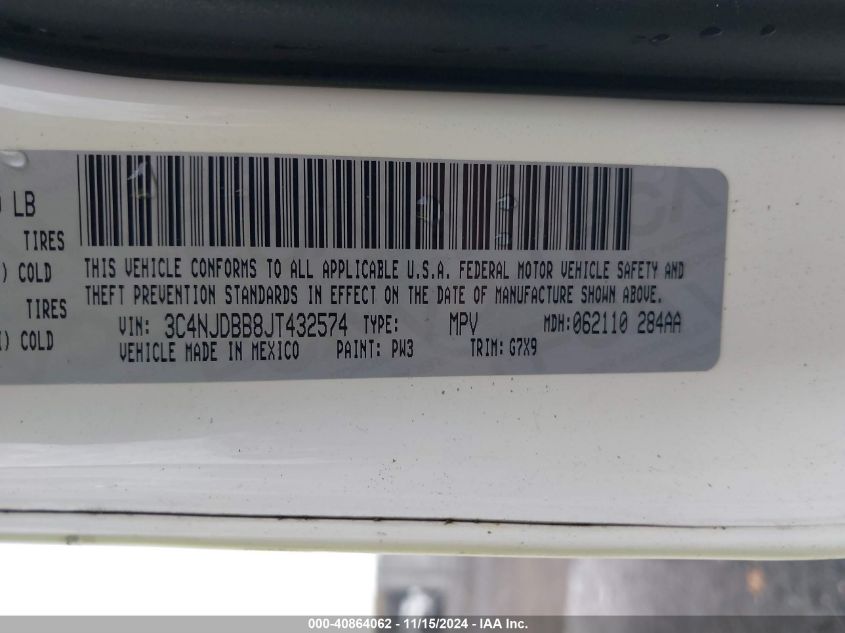 ) LB
TIRES
) COLD
TIRES
) COLD
THIS VEHICLE CONFORMS TO ALL APPLICABLE U.S.A. FEDERAL MOTOR VEHICLE SAFETY AND
THEFT PREVENTION STANDARDS IN EFFECT ON THE DATE OF MANUFACTURE SHOWN ABOVE.
VIN: 3C4NJDBB8JT432574 TYPE: MPV MDH: 062110 284AA
VEHICLE MADE IN MEXICO PAINT: PW3 TRIM: G7X9
000-40864062 - 11/15/2024 - IAA Inc.